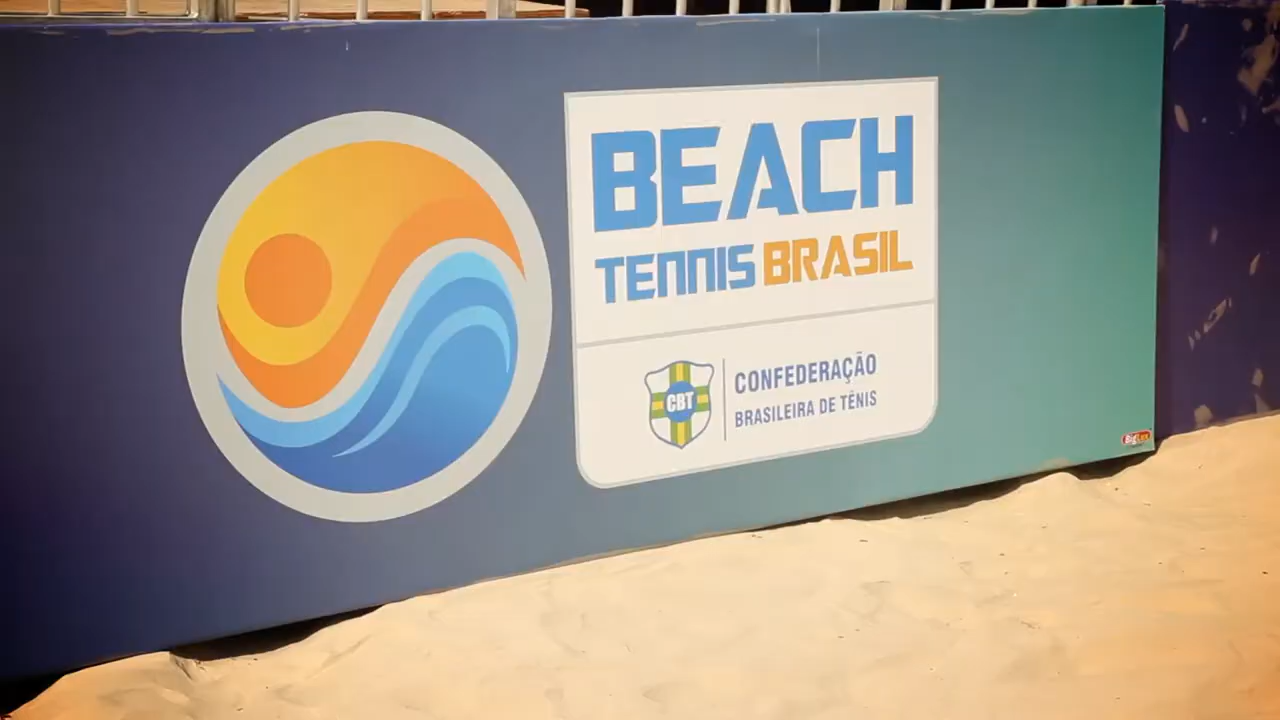 BEACH
TENNIS BRASIL
CBT
CONFEDERAÇÃO
BRASILEIRA DE TÊNIS